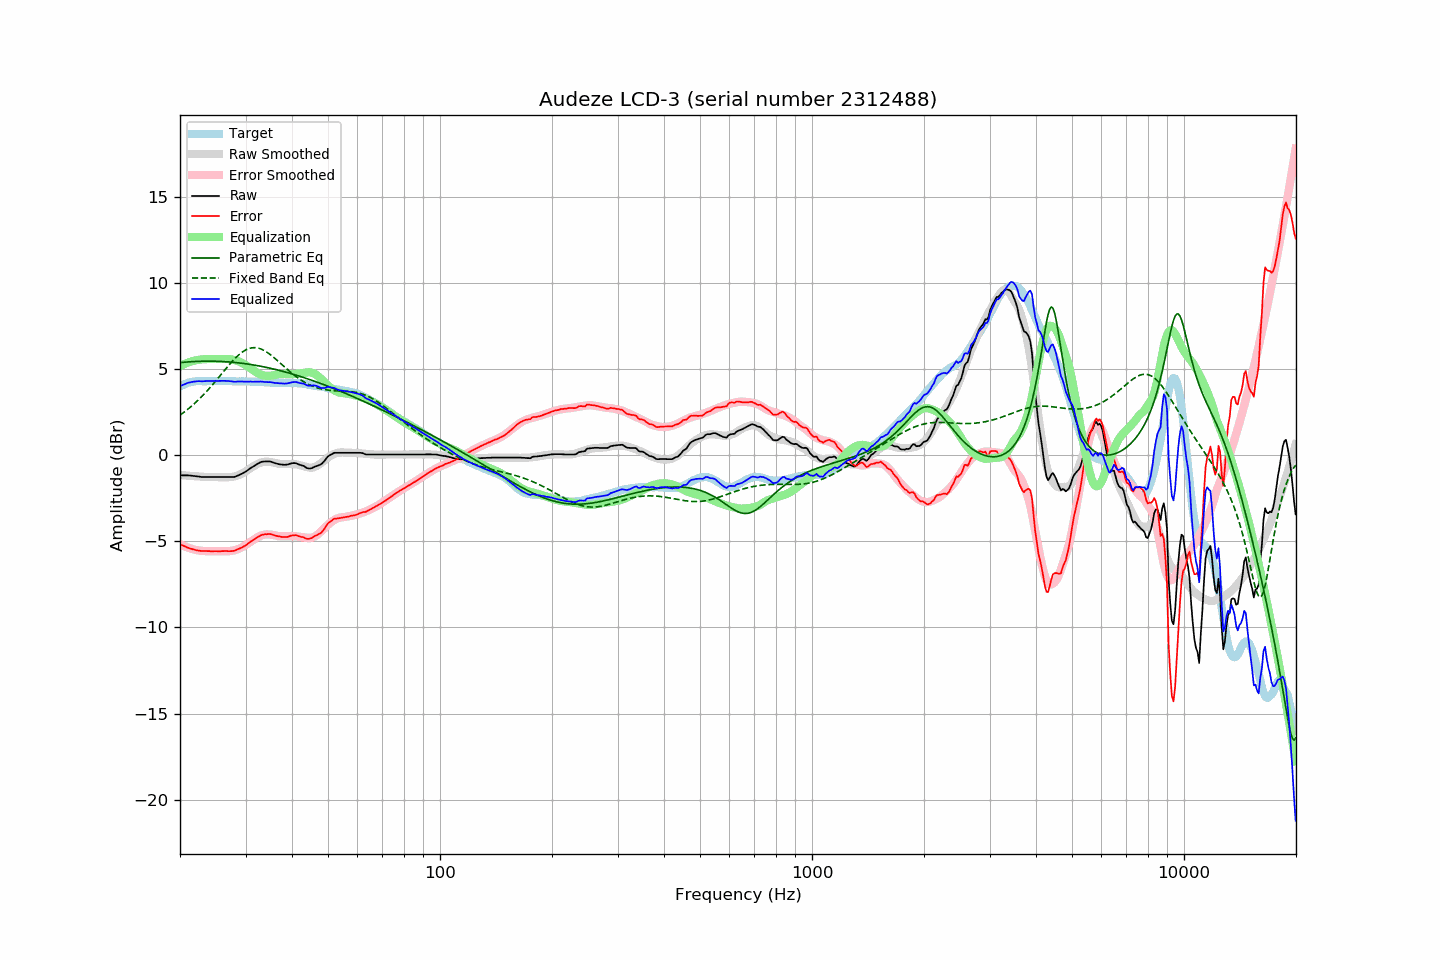 Audeze LCD-3 (serial number 2312488)
Target
Raw Smoothed
Error Smoothed
Raw
Error
Equalization
Parametric Eq
Fixed Band Eq
Equalized
Amplitude (dBr)
15
10
5
0
−5
−10
−15
−20
100
1000
10000
Frequency (Hz)